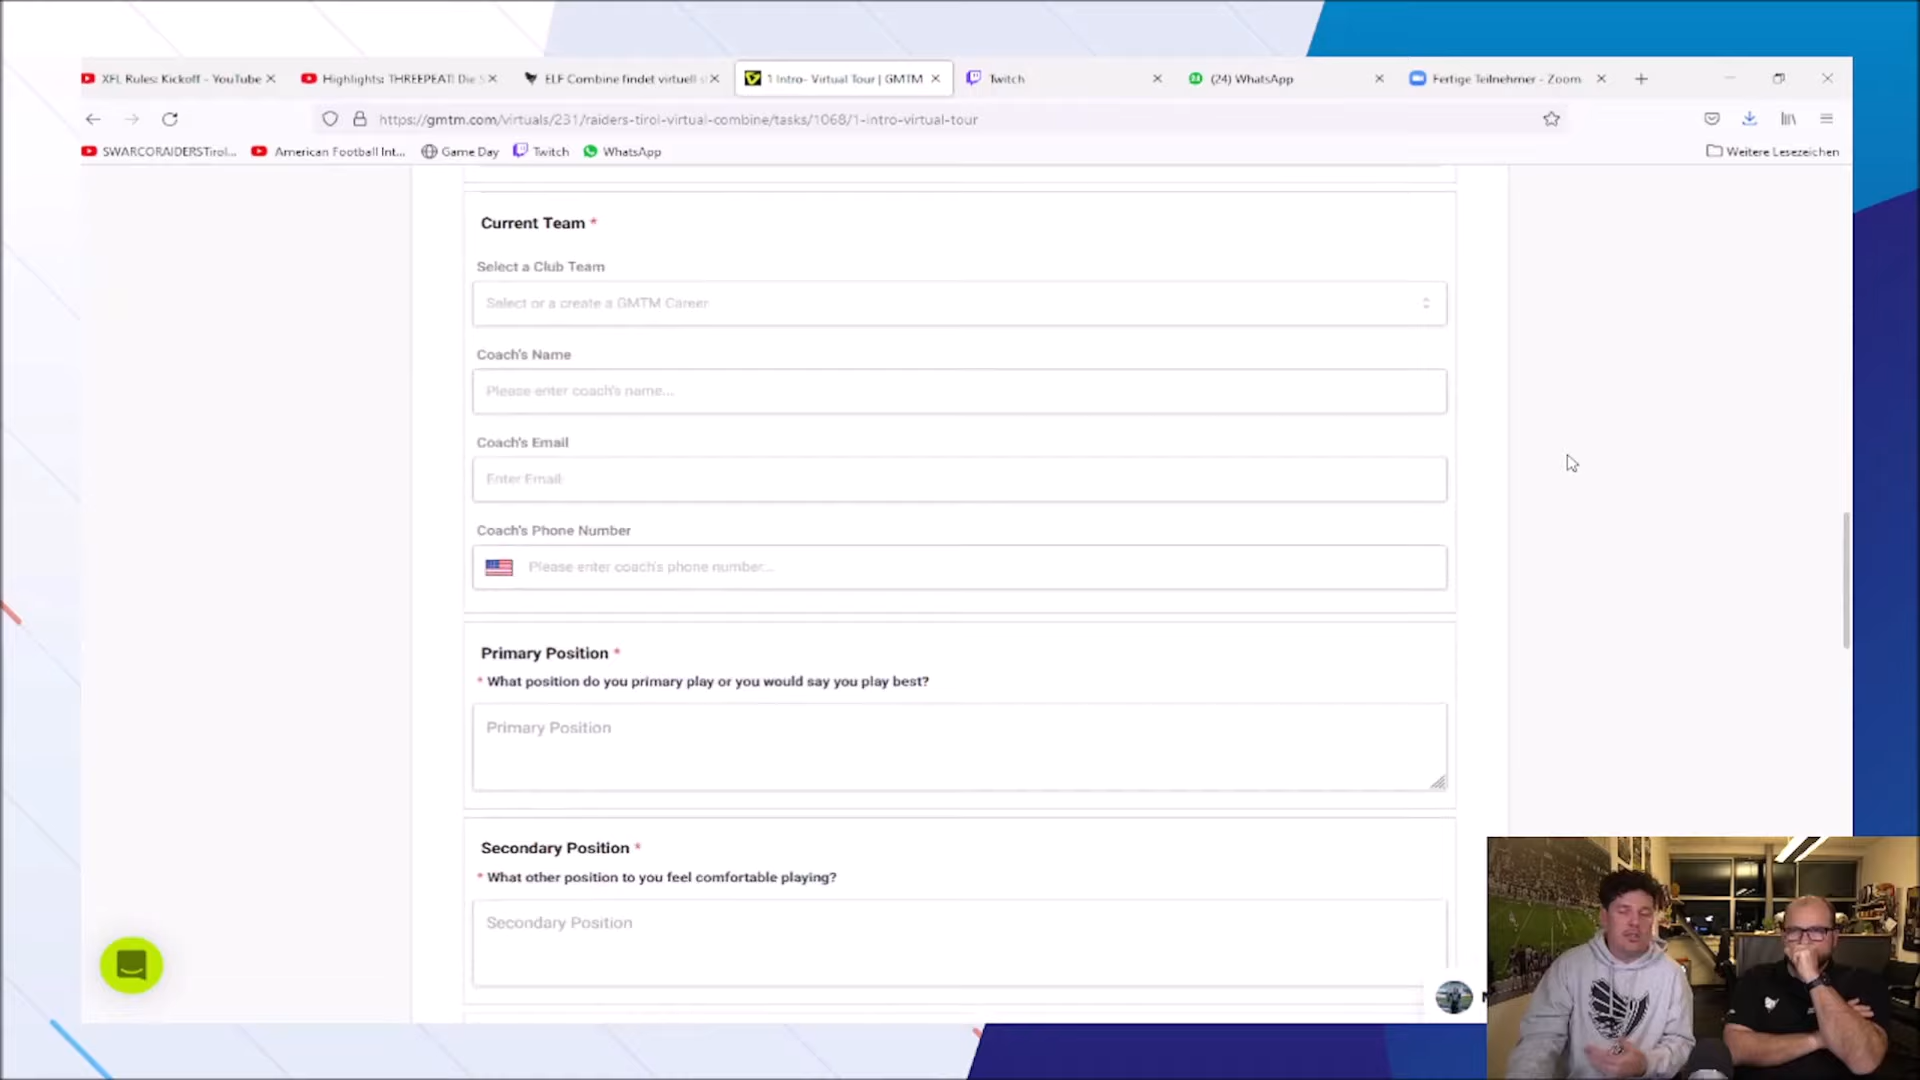 XFL Rules: Kickoff - YouTube
Highlights: THREEPEAT! Die S
ELF Combine findet virtuell s
1 Intro- Virtual Tour | GMTM
Twitch
(24) WhatsApp
Fertige Teilnehmer - Zoom
https://gmtm.com/virtuals/231/raiders-tirol-virtual-combine/tasks/1068/1-intro-virtual-tour
SWARCORAIDERSTirol...
American Football Int...
Game Day
Twitch
WhatsApp
Weitere Lesezeichen
Current Team *
Select a Club Team
Select or a create a GMTM Career
Coach's Name
Please enter coach's name...
Coach's Email
Enter Email
Coach's Phone Number
Please enter coach's phone number...
Primary Position *
* What position do you primary play or you would say you play best?
Primary Position
Secondary Position *
* What other position to you feel comfortable playing?
Secondary Position